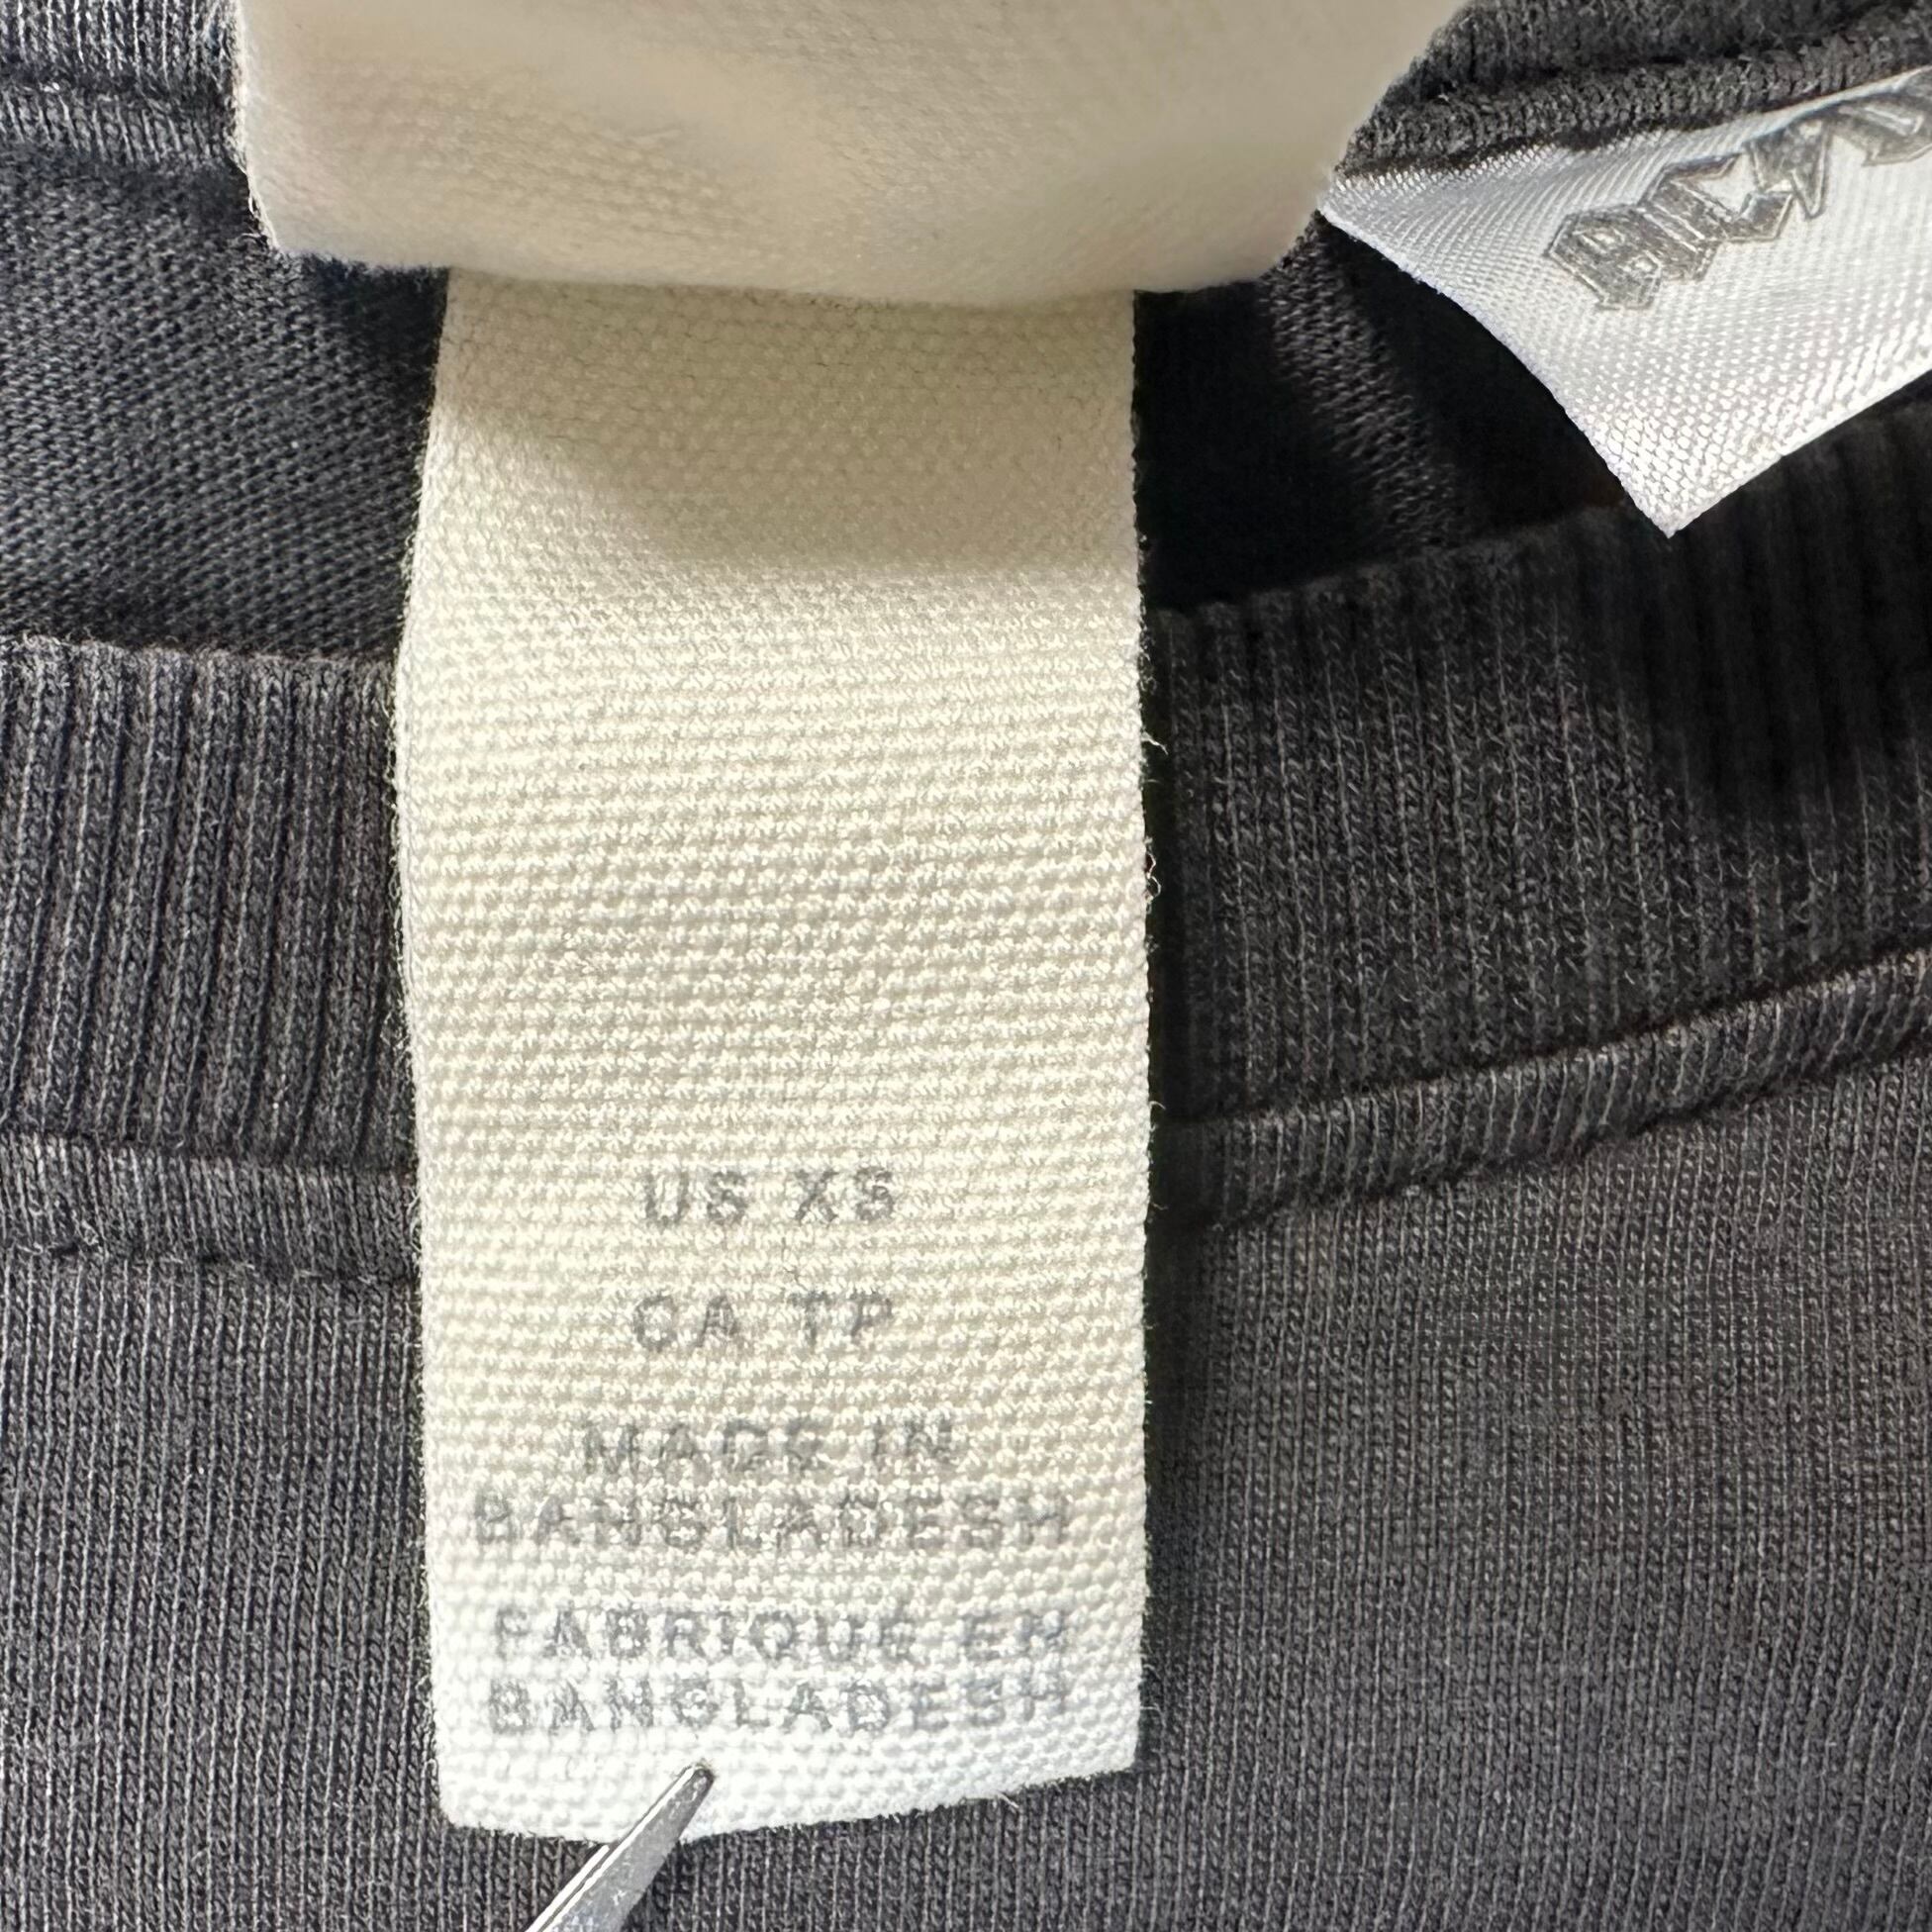 US XS
CA TP
MADE IN
BANGLADESH
FABRIQUÉ EN
BANGLADESH